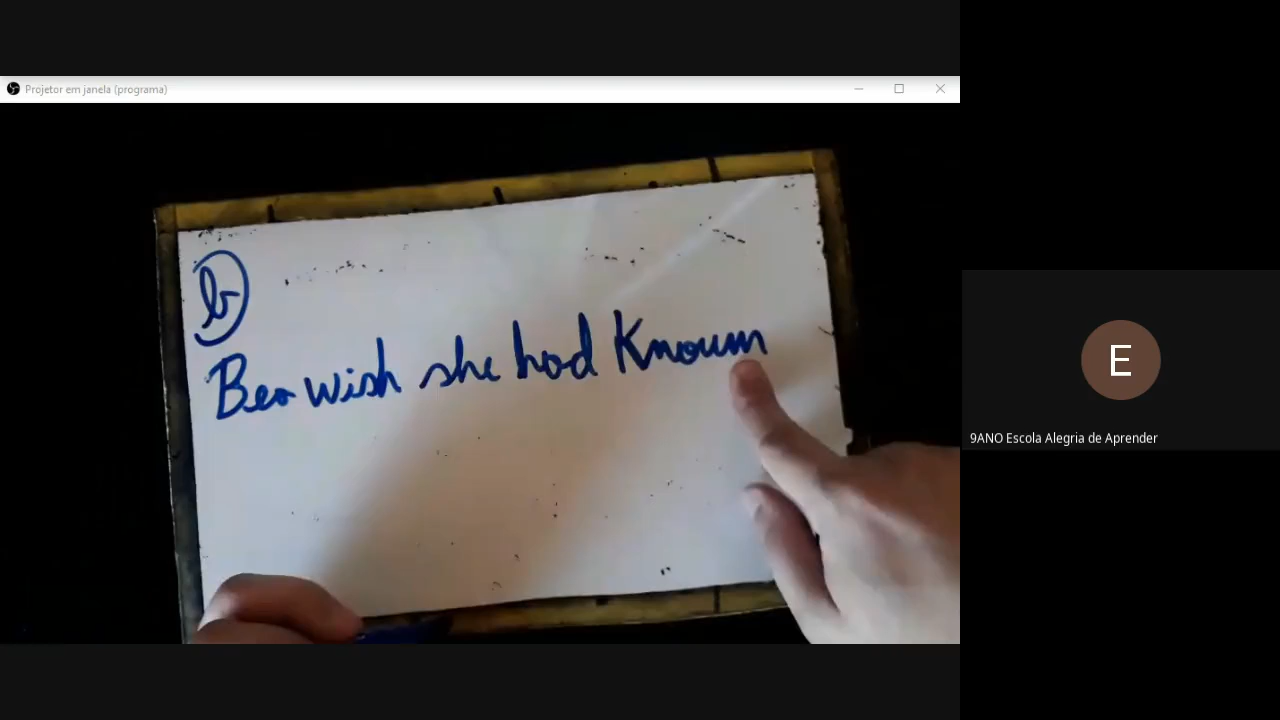 Projetor em janela (programa)
b)
Bea wish she had Known
E
9ANO Escola Alegria de Aprender